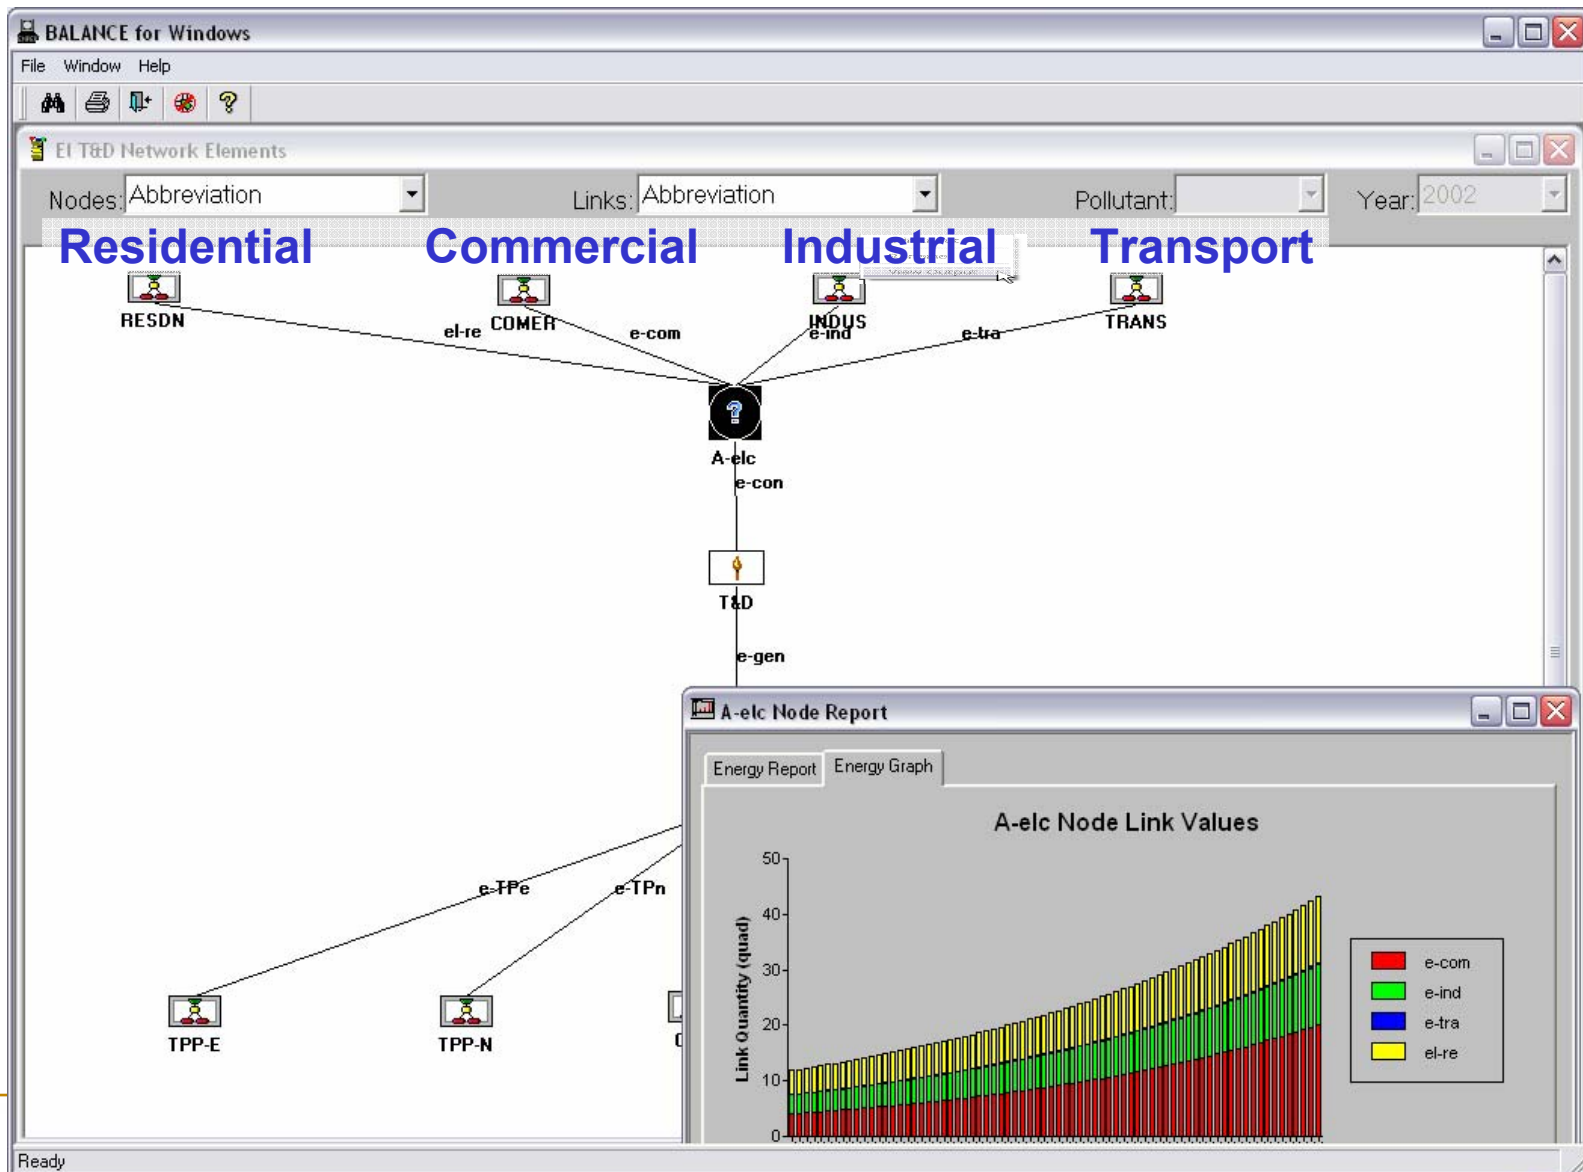 BALANCE for Windows
File Window Help
El T&D Network Elements
Nodes: Abbreviation Links: Abbreviation Pollutant: Year: 2002
Residential Commercial Industrial Transport
RESDN COMER INDUS TRANS
el-re e-com e-ind e-tra
A-elc
e-con
T&D
e-gen
e-TPe e-TPn
TPP-E TPP-N
A-elc Node Report
Energy Report Energy Graph
A-elc Node Link Values
Link Quantity (quad)
50
40
30
20
10
0
e-com
e-ind
e-tra
el-re
Ready